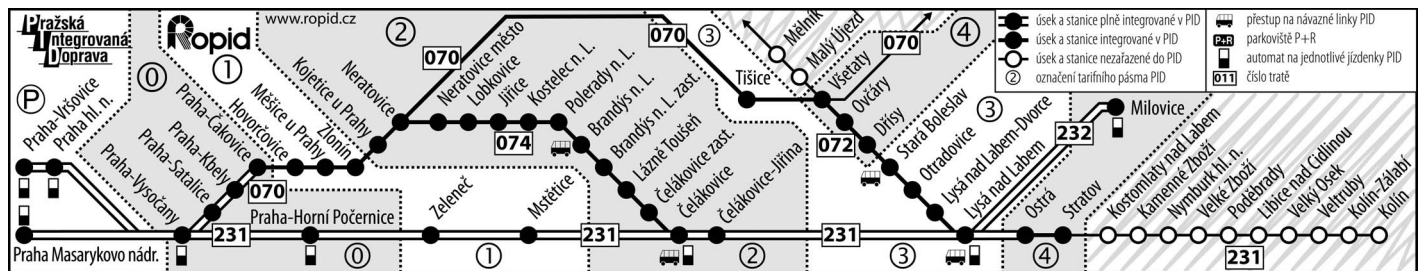 Pražská
Integrovaná
Doprava
Ropid
www.ropid.cz
P
0
1
2
3
4
3
Praha-Vršovice
Praha hl. n.
Praha-Vysočany
Praha-Satalice
Praha-Kbely
Praha-Čakovice
Hovorčovice
Měšice u Prahy
Zlonín
Kojetice u Prahy
Neratovice
Neratovice město
Lobkovice
Jiřice
Kostelec n. L.
Polerady n. L.
Brandýs n. L.
Brandýs n. L. zast.
Lázně Toušeň
Čelákovice zast.
Čelákovice
Čelákovice-Jiřina
Tišice
Mělník
Malý Újezd
Všetaty
Ovčáry
Dřísy
Stará Boleslav
Otradovice
Lysá nad Labem-Dvorce
Lysá nad Labem
Milovice
Ostrá
Stratov
Kostomlaty nad Labem
Kamenné Zboží
Nymburk hl. n.
Velké Zboží
Poděbrady
Libice nad Cidlinou
Velký Osek
Veltruby
Kolín-Zálabí
Kolín
070
070
070
070
074
072
232
Praha Masarykovo nádr.
Praha-Horní Počernice
Zeleneč
Mstětice
231
231
231
231
0
1
2
3
4
úsek a stanice plně integrované v PID
úsek a stanice integrované v PID
úsek a stanice nezařazené do PID
2 označení tarifního pásma PID
přestup na návazné linky PID
P+R parkoviště P+R
automat na jednotlivé jízdenky PID
011 číslo tratě